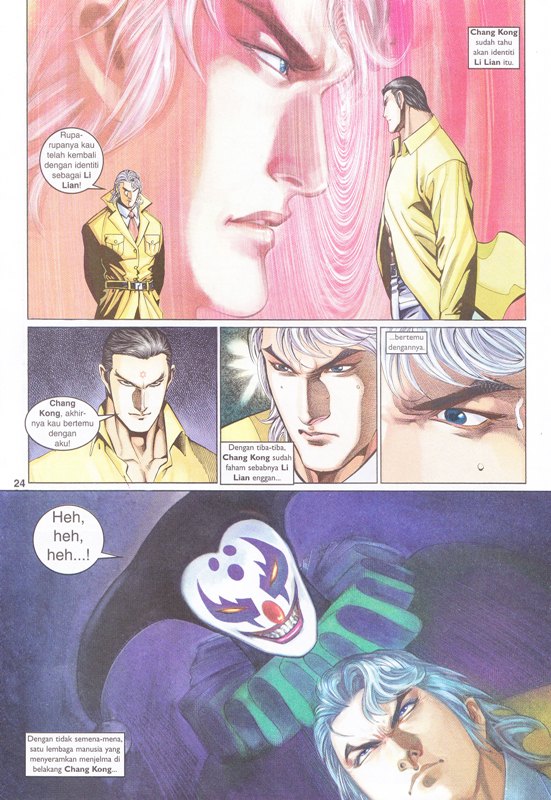 Chang Kong
sudah tahu
akan identiti
Li Lian itu.
Rupa-
rupanya kau
telah kembali
dengan identiti
sebagai Li
Lian!
Chang
Kong, akhir-
nya kau bertemu
dengan
aku!
Dengan tiba-tiba,
Chang Kong sudah
faham sebabnya Li
Lian enggan...
...bertemu
dengannya.
24
Heh,
heh,
heh...!
Dengan tidak semena-mena,
satu lembaga manusia yang
menyeramkan menjelma di
belakang Chang Kong...